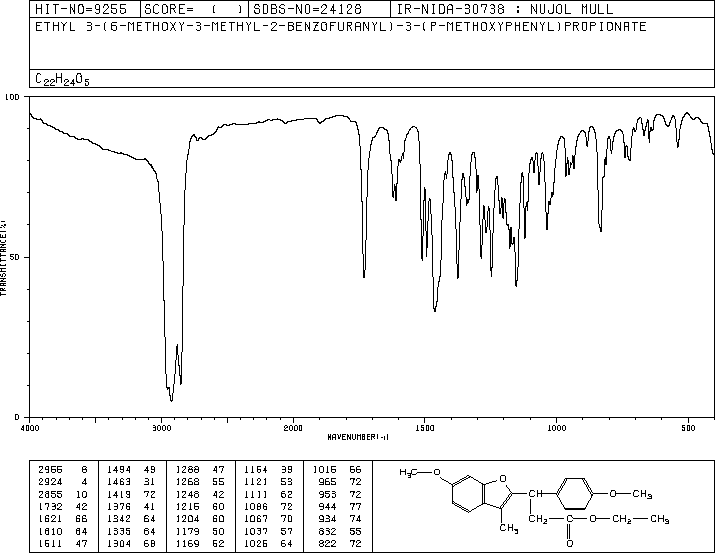 HIT-NO=9255 SCORE= ( ) SDBS-NO=24128 IR-NIDA-30738 : NUJOL MULL
ETHYL 3-(6-METHOXY-3-METHYL-2-BENZOFURANYL)-3-(P-METHOXYPHENYL)PROPIONATE
C22H24O5
100
50
0
TRANSMITTANCE(%)
4000 3000 2000 1500 1000 500
WAVENUMBER(-1)
2955 6 1494 49 1288 47 1154 39 1016 56
2924 4 1463 31 1268 55 1121 53 965 72
2855 10 1419 72 1248 42 1111 62 953 72
1732 42 1376 41 1215 60 1086 72 944 77
1621 66 1342 64 1204 60 1067 70 934 74
1610 64 1335 64 1179 50 1037 57 832 55
1511 47 1304 68 1169 52 1026 64 822 72
H3C O O
CH3
CH
CH2 C O CH2 CH3
O
O CH3